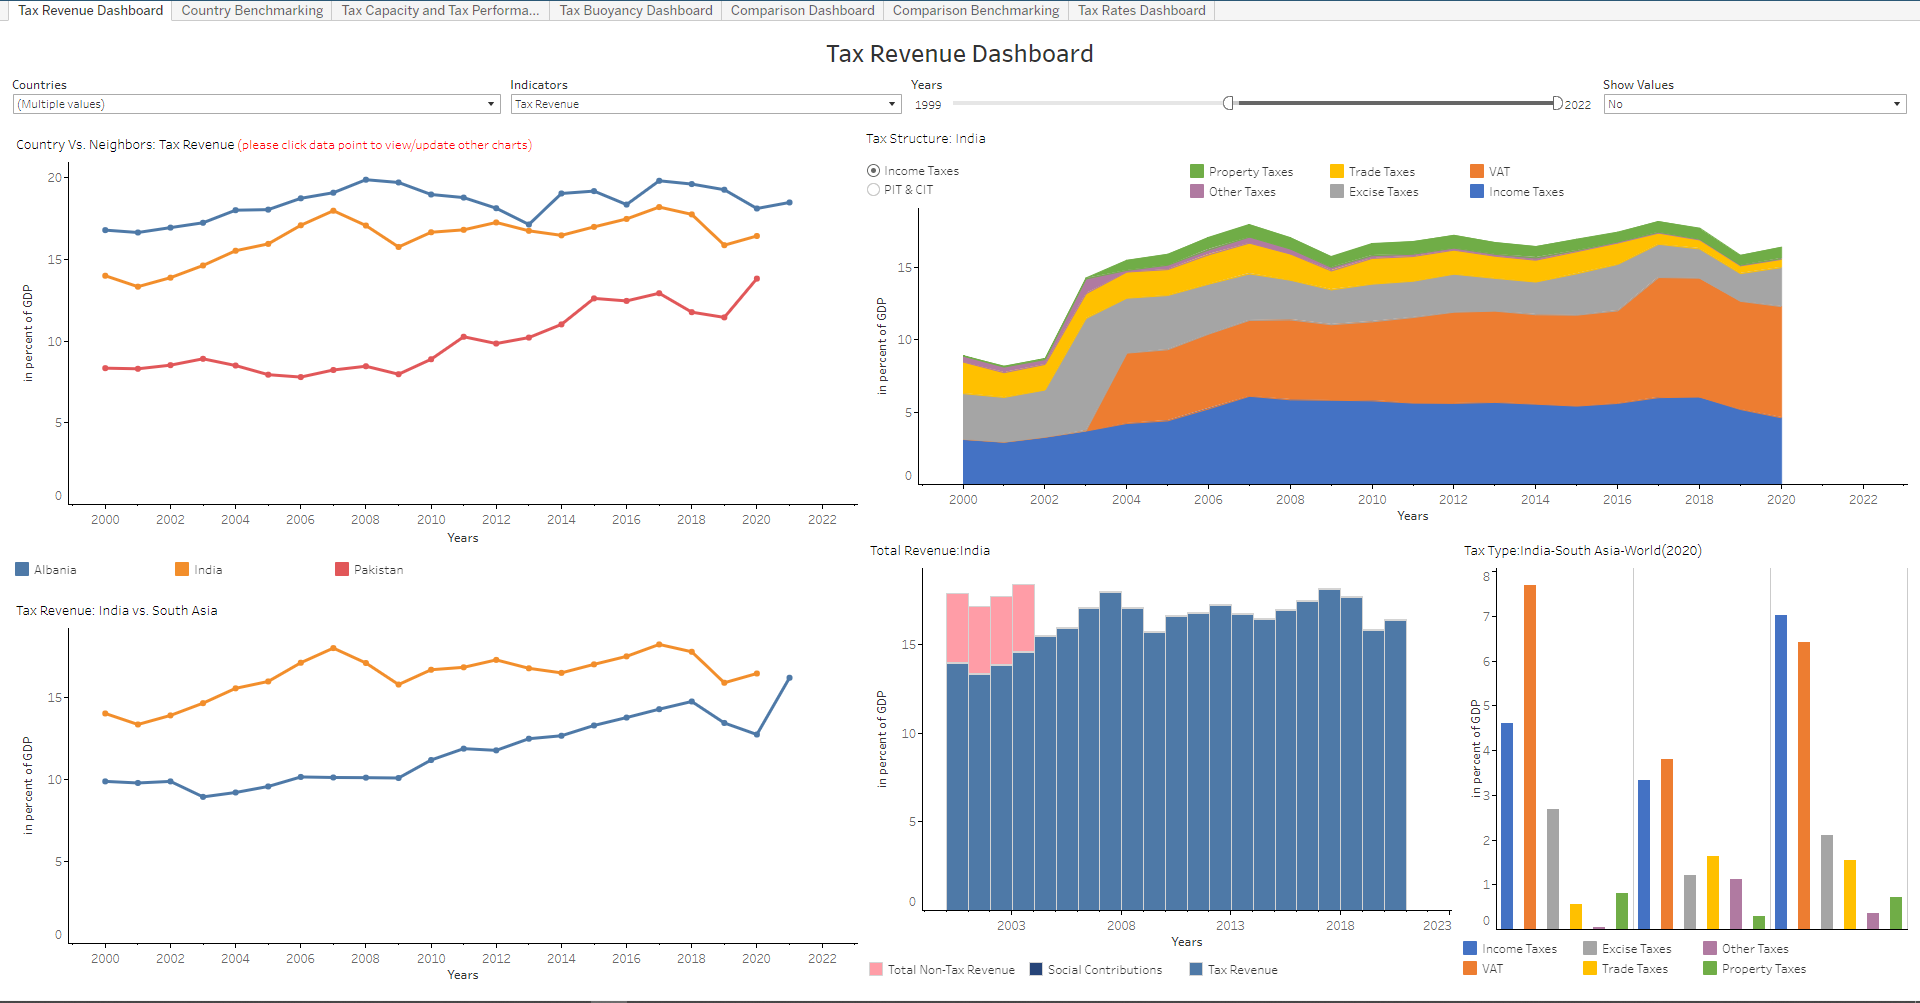 Tax Revenue Dashboard Country Benchmarking Tax Capacity and Tax Performa... Tax Buoyancy Dashboard Comparison Dashboard Comparison Benchmarking Tax Rates Dashboard
Tax Revenue Dashboard
Countries Indicators Years Show Values
(Multiple values) Tax Revenue 1999 2022 No
Country Vs. Neighbors: Tax Revenue (please click data point to view/update other charts)
20
15
10
5
0
in percent of GDP
2000 2002 2004 2006 2008 2010 2012 2014 2016 2018 2020 2022
Years
Albania India Pakistan
Tax Structure: India
Income Taxes
PIT & CIT
Property Taxes Trade Taxes VAT
Other Taxes Excise Taxes Income Taxes
15
10
5
0
in percent of GDP
2000 2002 2004 2006 2008 2010 2012 2014 2016 2018 2020 2022
Years
Tax Revenue: India vs. South Asia
15
10
5
0
in percent of GDP
2000 2002 2004 2006 2008 2010 2012 2014 2016 2018 2020 2022
Years
Total Revenue:India
15
10
5
0
in percent of GDP
2003 2008 2013 2018 2023
Years
Total Non-Tax Revenue Social Contributions Tax Revenue
Tax Type:India-South Asia-World(2020)
8
7
6
5
4
3
2
1
0
in percent of GDP
Income Taxes Excise Taxes Other Taxes
VAT Trade Taxes Property Taxes